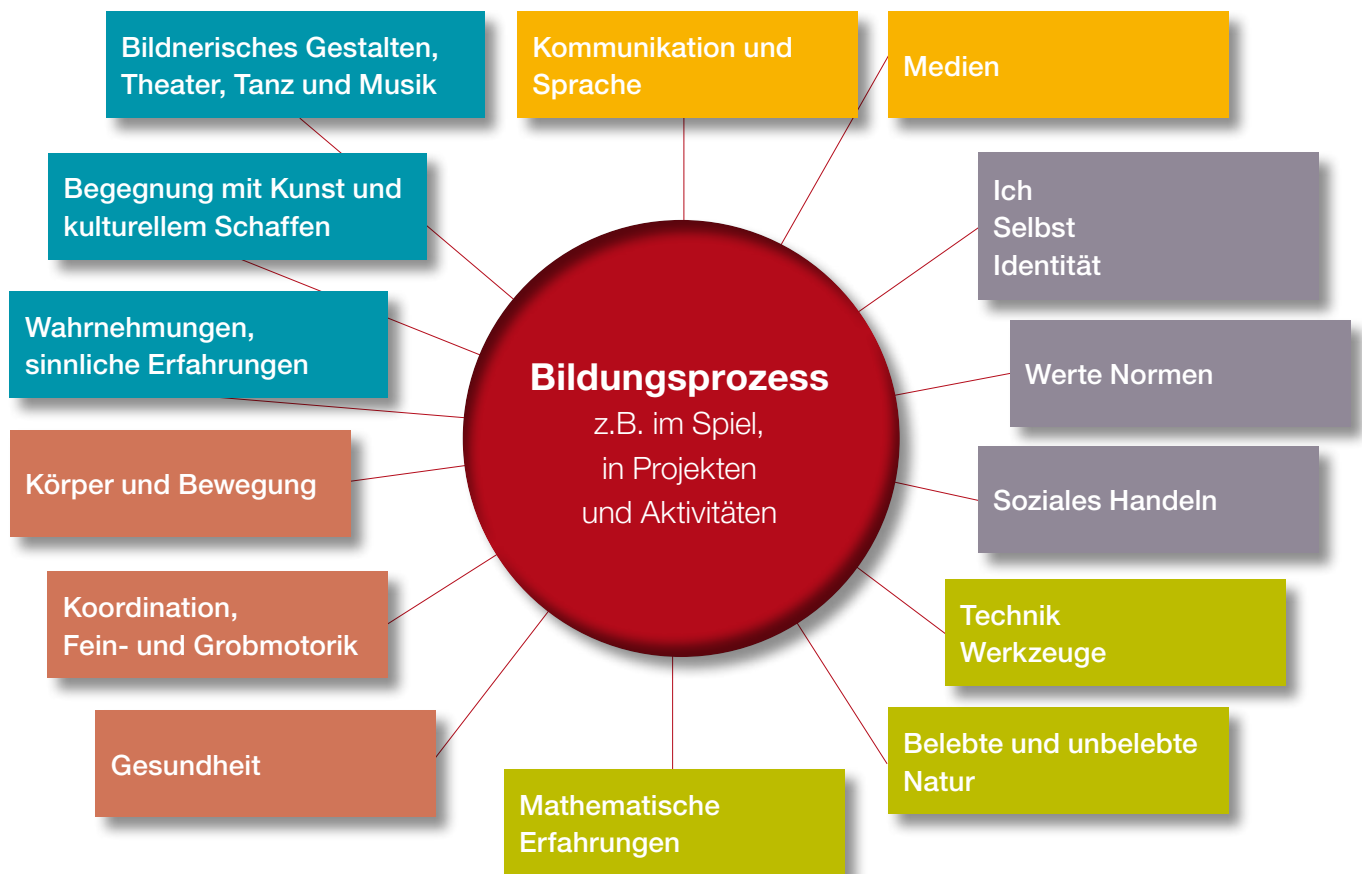 Bildnerisches Gestalten,
Theater, Tanz und Musik
Kommunikation und
Sprache
Medien
Begegnung mit Kunst und
kulturellem Schaffen
Ich
Selbst
Identität
Wahrnehmungen,
sinnliche Erfahrungen
Bildungsprozess
z.B. im Spiel,
in Projekten
und Aktivitäten
Werte Normen
Körper und Bewegung
Soziales Handeln
Koordination,
Fein- und Grobmotorik
Technik
Werkzeuge
Gesundheit
Belebte und unbelebte
Natur
Mathematische
Erfahrungen